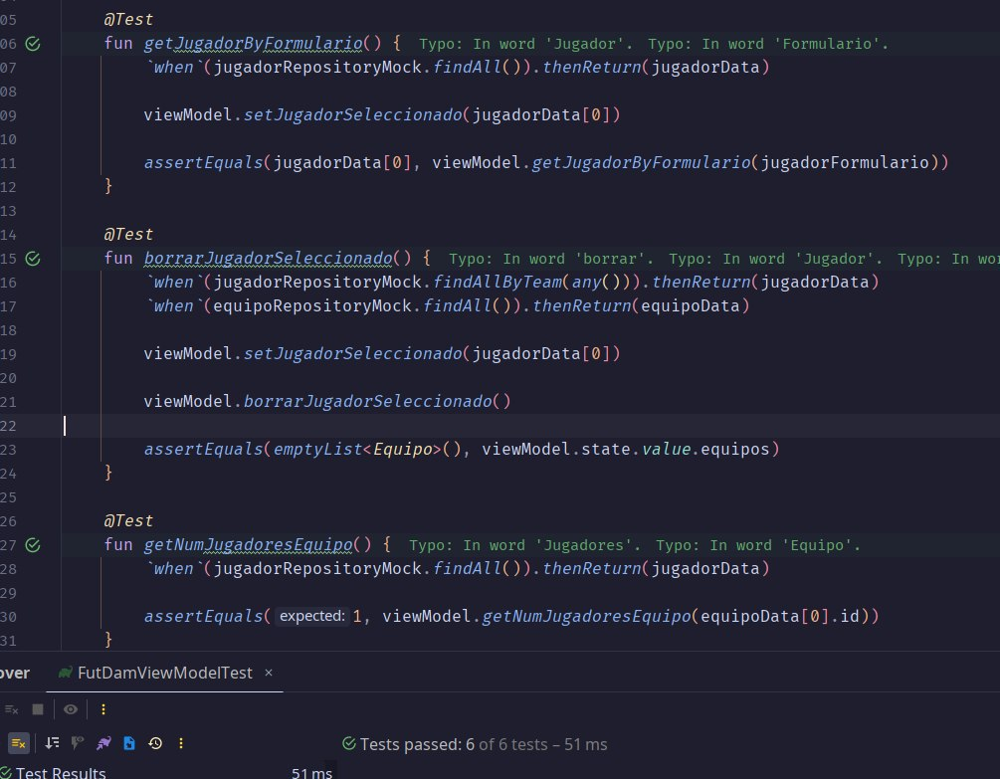 05 @Test
06 fun getJugadorByFormulario() { Typo: In word 'Jugador'. Typo: In word 'Formulario'.
07 `when`(jugadorRepositoryMock.findAll()).thenReturn(jugadorData)
08
09 viewModel.setJugadorSeleccionado(jugadorData[0])
10
11 assertEquals(jugadorData[0], viewModel.getJugadorByFormulario(jugadorFormulario))
12 }
13
14 @Test
15 fun borrarJugadorSeleccionado() { Typo: In word 'borrar'. Typo: In word 'Jugador'. Typo: In wo
16 `when`(jugadorRepositoryMock.findAllByTeam(any())).thenReturn(jugadorData)
17 `when`(equipoRepositoryMock.findAll()).thenReturn(equipoData)
18
19 viewModel.setJugadorSeleccionado(jugadorData[0])
20
21 viewModel.borrarJugadorSeleccionado()
22
23 assertEquals(emptyList<Equipo>(), viewModel.state.value.equipos)
24 }
25
26 @Test
27 fun getNumJugadoresEquipo() { Typo: In word 'Jugadores'. Typo: In word 'Equipo'.
28 `when`(jugadorRepositoryMock.findAll()).thenReturn(jugadorData)
29
30 assertEquals( expected: 1, viewModel.getNumJugadoresEquipo(equipoData[0].id))
31 }
over FutDamViewModelTest ×
Tests passed: 6 of 6 tests – 51 ms
Test Results 51 ms